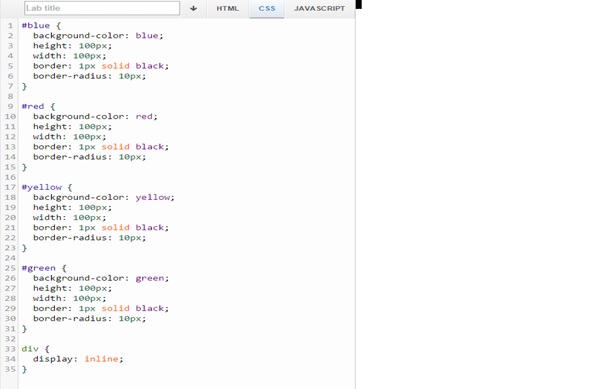 Lab title HTML CSS JAVASCRIPT
1 #blue {
2   background-color: blue;
3   height: 100px;
4   width: 100px;
5   border: 1px solid black;
6   border-radius: 10px;
7 }
8
9 #red {
10   background-color: red;
11   height: 100px;
12   width: 100px;
13   border: 1px solid black;
14   border-radius: 10px;
15 }
16
17 #yellow {
18   background-color: yellow;
19   height: 100px;
20   width: 100px;
21   border: 1px solid black;
22   border-radius: 10px;
23 }
24
25 #green {
26   background-color: green;
27   height: 100px;
28   width: 100px;
29   border: 1px solid black;
30   border-radius: 10px;
31 }
32
33 div {
34   display: inline;
35 }